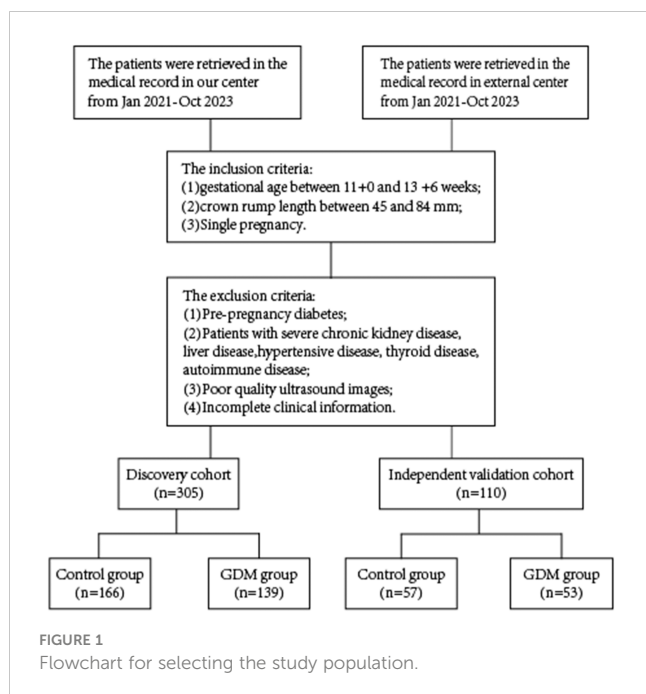 The patients were retrieved in the
medical record in our center
from Jan 2021-Oct 2023
The patients were retrieved in the
medical record in external center
from Jan 2021-Oct 2023
The inclusion criteria:
(1)gestational age between 11+0 and 13 +6 weeks;
(2)crown rump length between 45 and 84 mm;
(3)Single pregnancy.
The exclusion criteria:
(1)Pre-pregnancy diabetes;
(2)Patients with severe chronic kidney disease,
liver disease,hypertensive disease, thyroid disease,
autoimmune disease;
(3)Poor quality ultrasound images;
(4)Incomplete clinical information.
Discovery cohort
(n=305)
Independent validation cohort
(n=110)
Control group
(n=166)
GDM group
(n=139)
Control group
(n=57)
GDM group
(n=53)
FIGURE 1
Flowchart for selecting the study population.